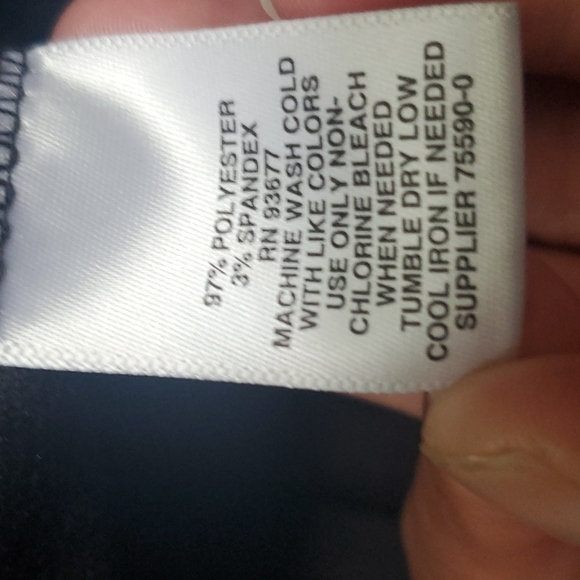 97% POLYESTER
3% SPANDEX
RN 93677
MACHINE WASH COLD
WITH LIKE COLORS
USE ONLY NON-
CHLORINE BLEACH
WHEN NEEDED
TUMBLE DRY LOW
COOL IRON IF NEEDED
SUPPLIER 75590-0